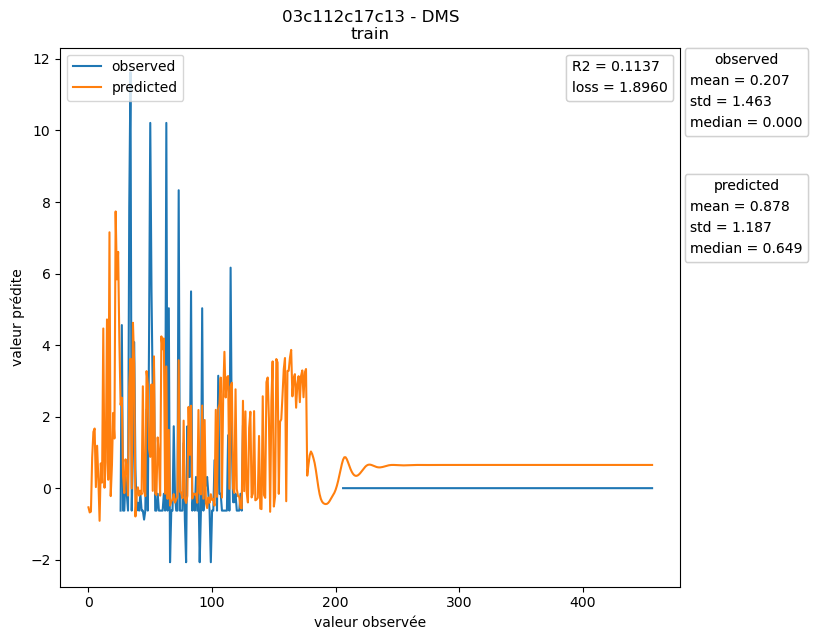 03c112c17c13 - DMS
train
observed
predicted
R2 = 0.1137
loss = 1.8960
observed
mean = 0.207
std = 1.463
median = 0.000
predicted
mean = 0.878
std = 1.187
median = 0.649
valeur prédite
12
10
8
6
4
2
0
−2
0 100 200 300 400
valeur observée